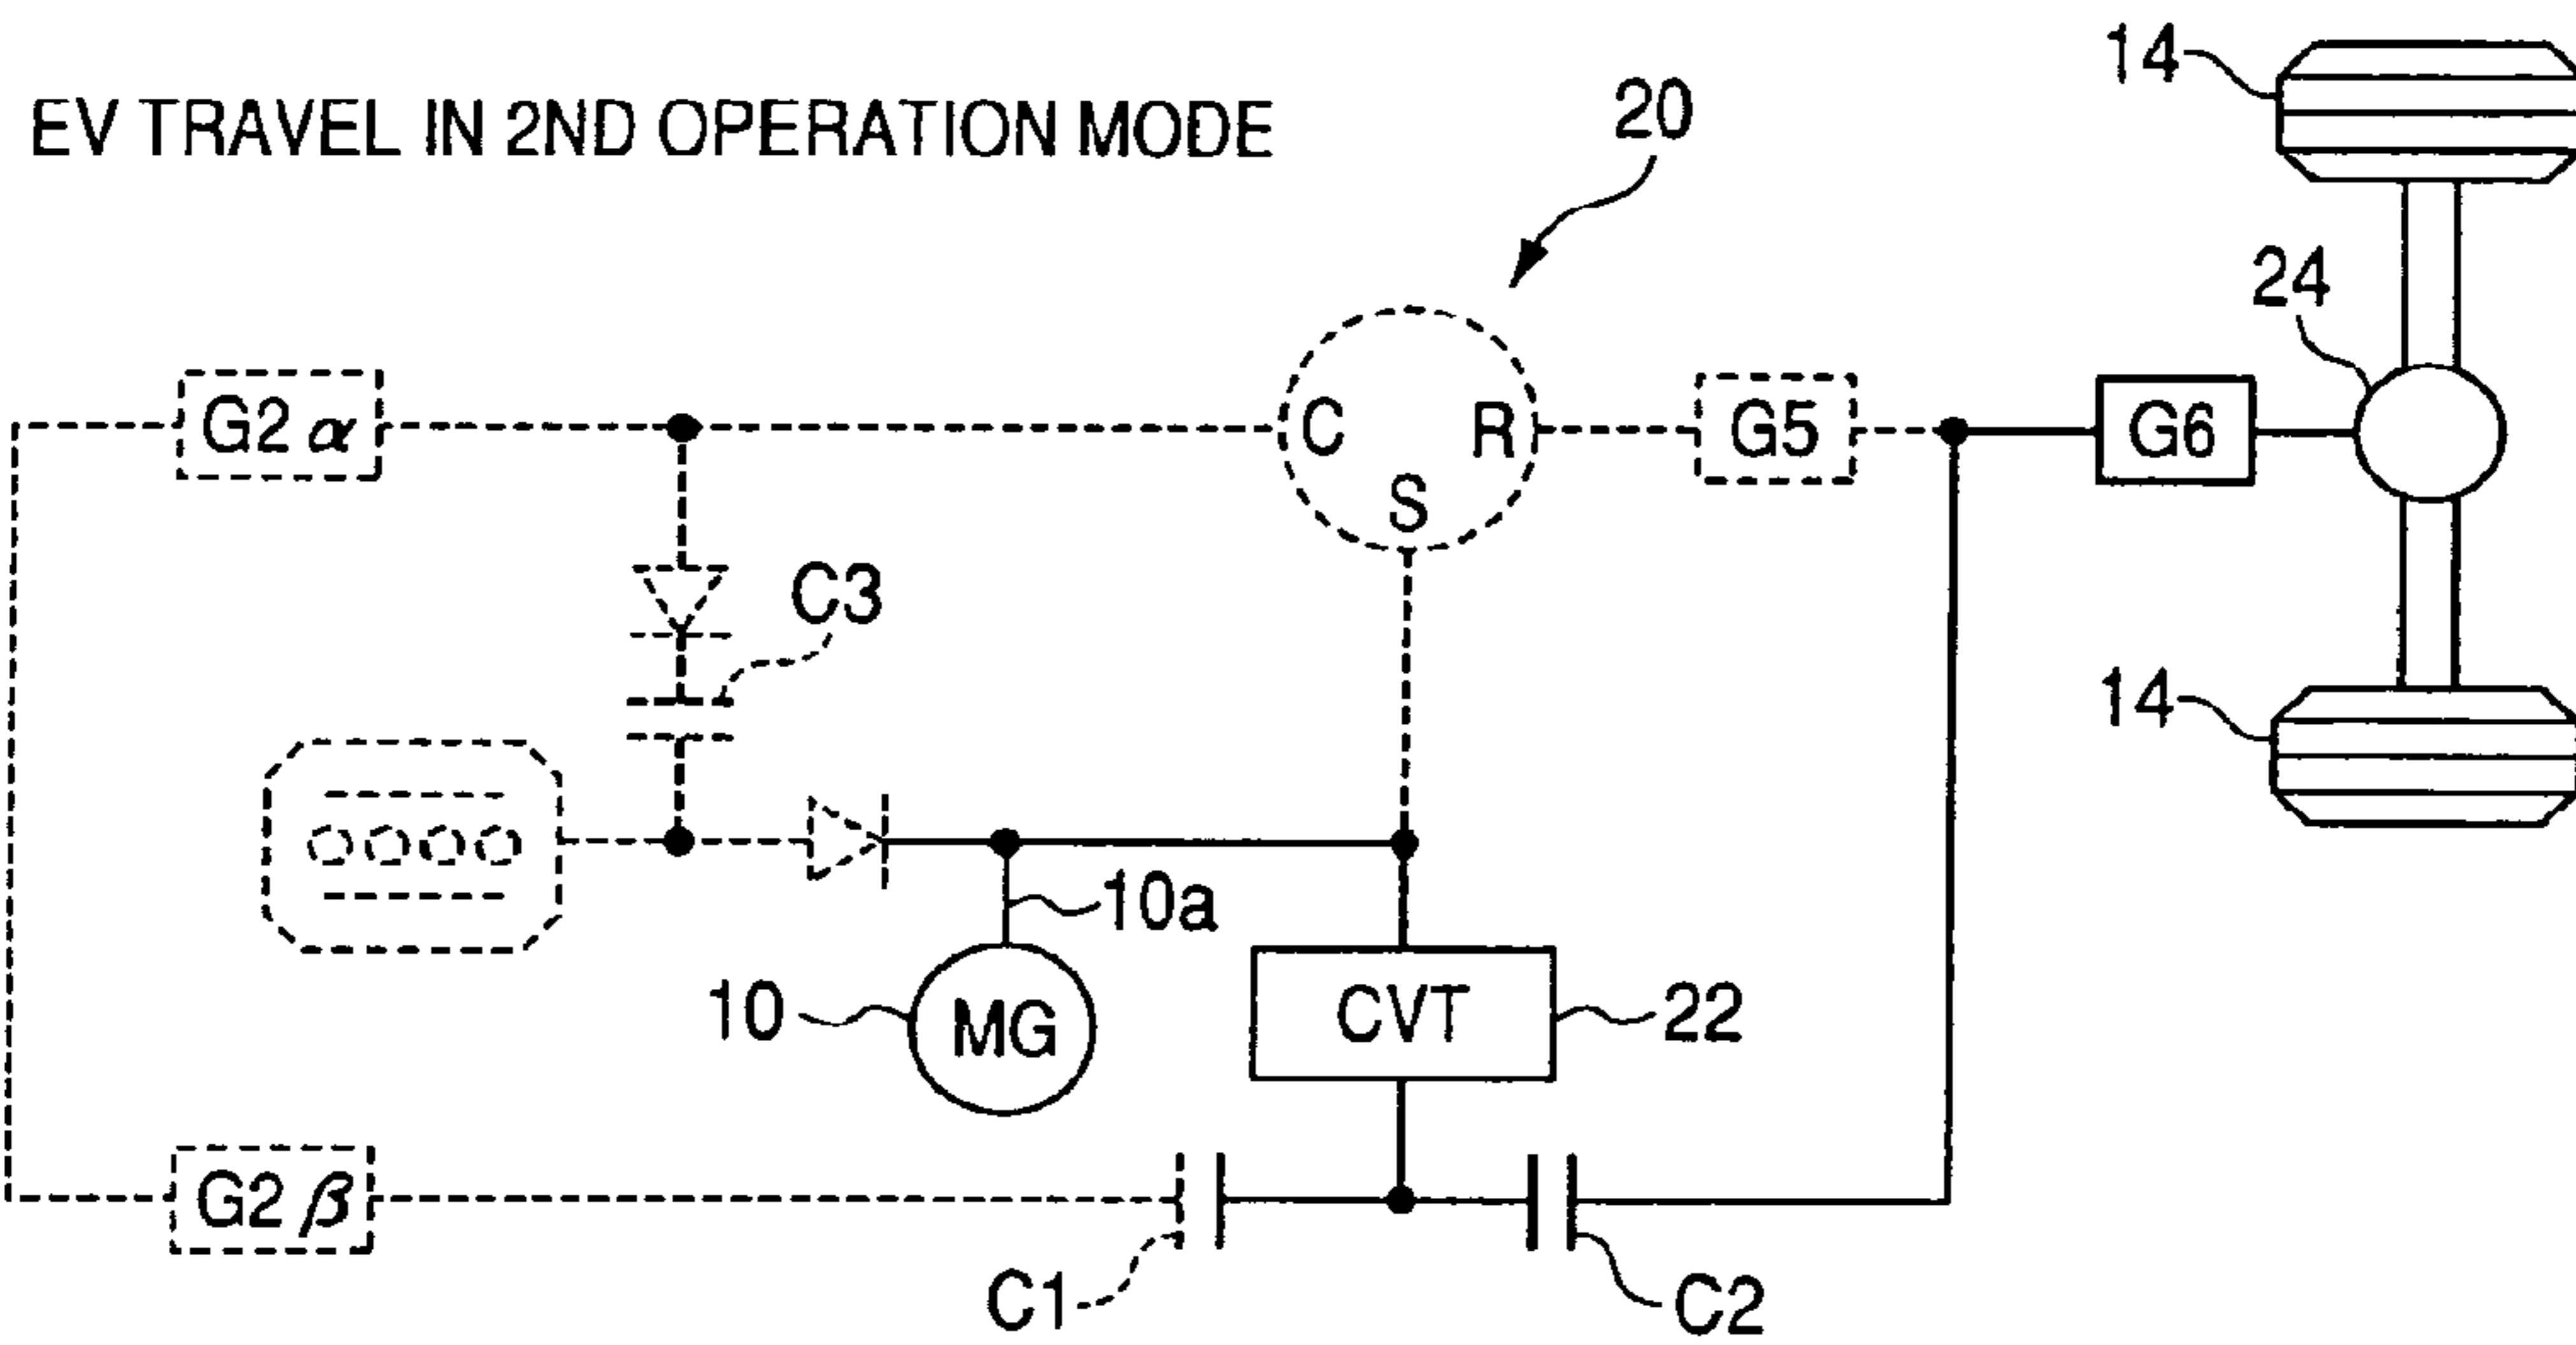 EV TRAVEL IN 2ND OPERATION MODE
20
14
24
G2 α
C
R
S
G5
G6
C3
14
10a
10
MG
CVT
22
G2 β
C1
C2